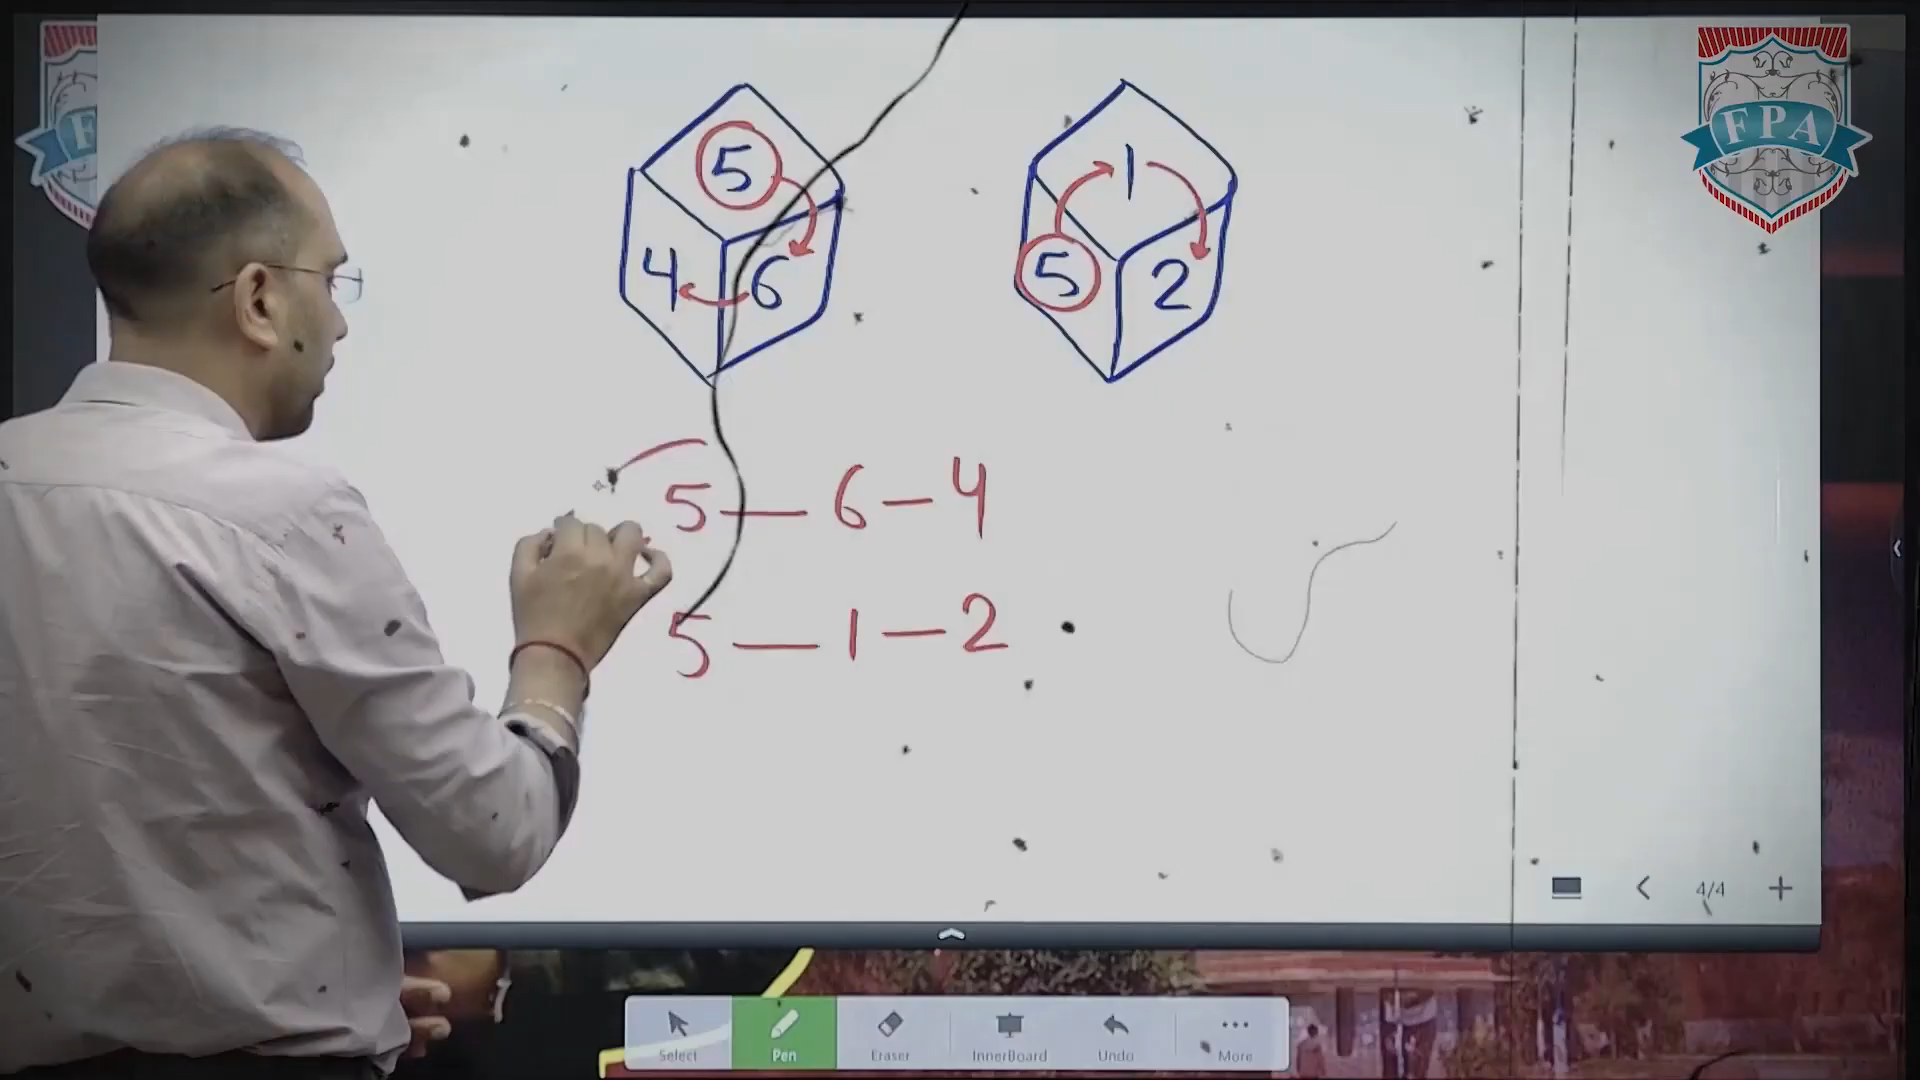 F
FPA
5
4 6
1
5 2
5 — 6 — 4
5 — 1 — 2
4/4
Select Pen Eraser InnerBoard Undo More